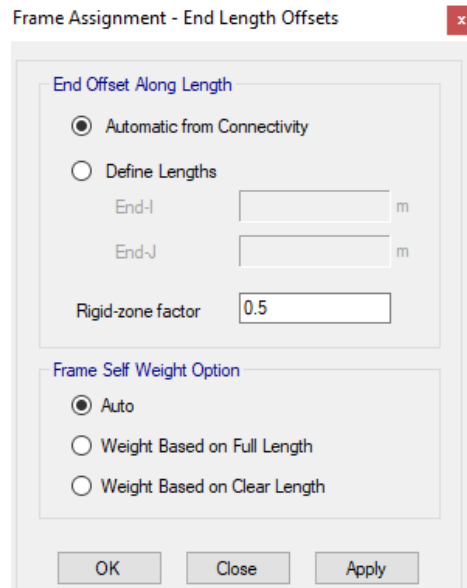 Frame Assignment - End Length Offsets
x
End Offset Along Length
Automatic from Connectivity
Define Lengths
End-I m
End-J m
Rigid-zone factor 0.5
Frame Self Weight Option
Auto
Weight Based on Full Length
Weight Based on Clear Length
OK Close Apply